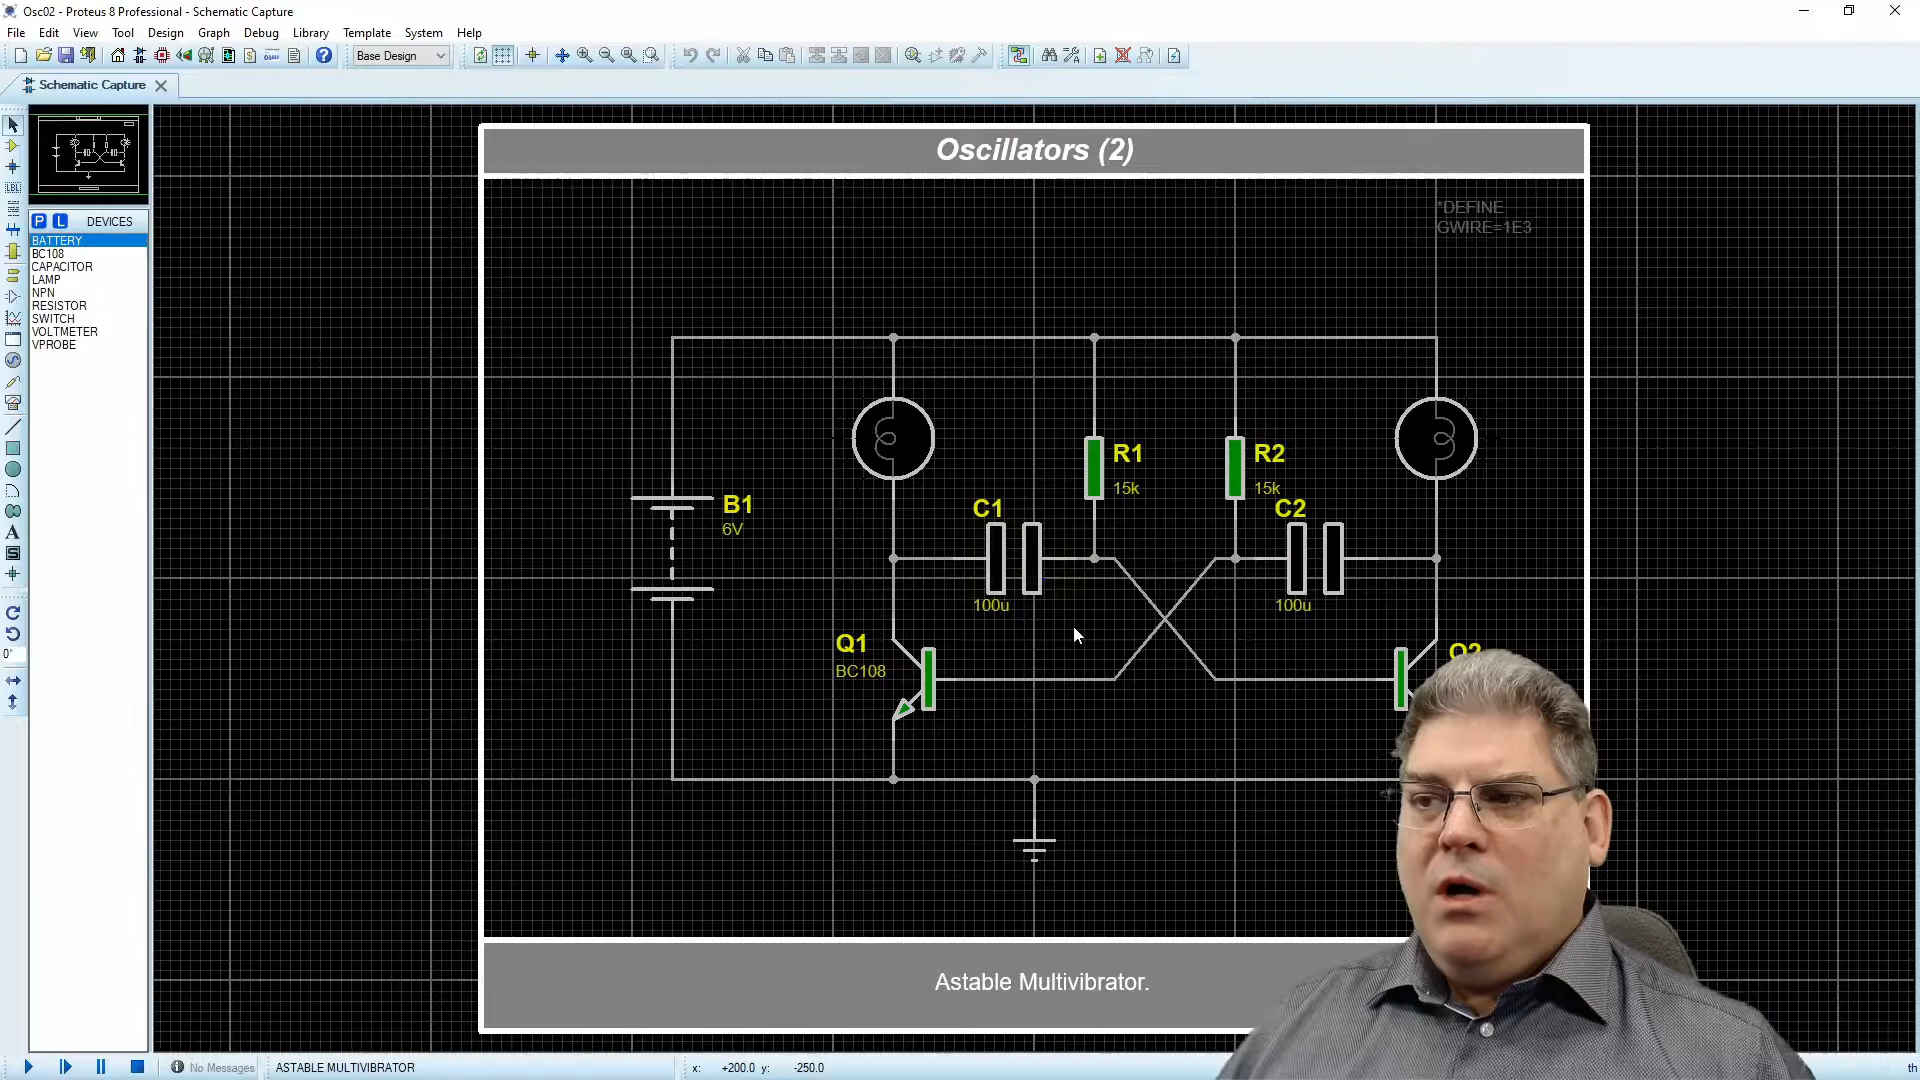 Osc02 - Proteus 8 Professional - Schematic Capture
File Edit View Tool Design Graph Debug Library Template System Help
Base Design
Schematic Capture
P L DEVICES
BATTERY
BC108
CAPACITOR
LAMP
NPN
RESISTOR
SWITCH
VOLTMETER
VPROBE
LBL
A
S
0°
Oscillators (2)
*DEFINE
GWIRE=1E3
R1
15k
R2
15k
B1
6V
C1
100u
C2
100u
Q1
BC108
Q2
Astable Multivibrator.
No Messages
ASTABLE MULTIVIBRATOR
x: +200.0 y: -250.0
th